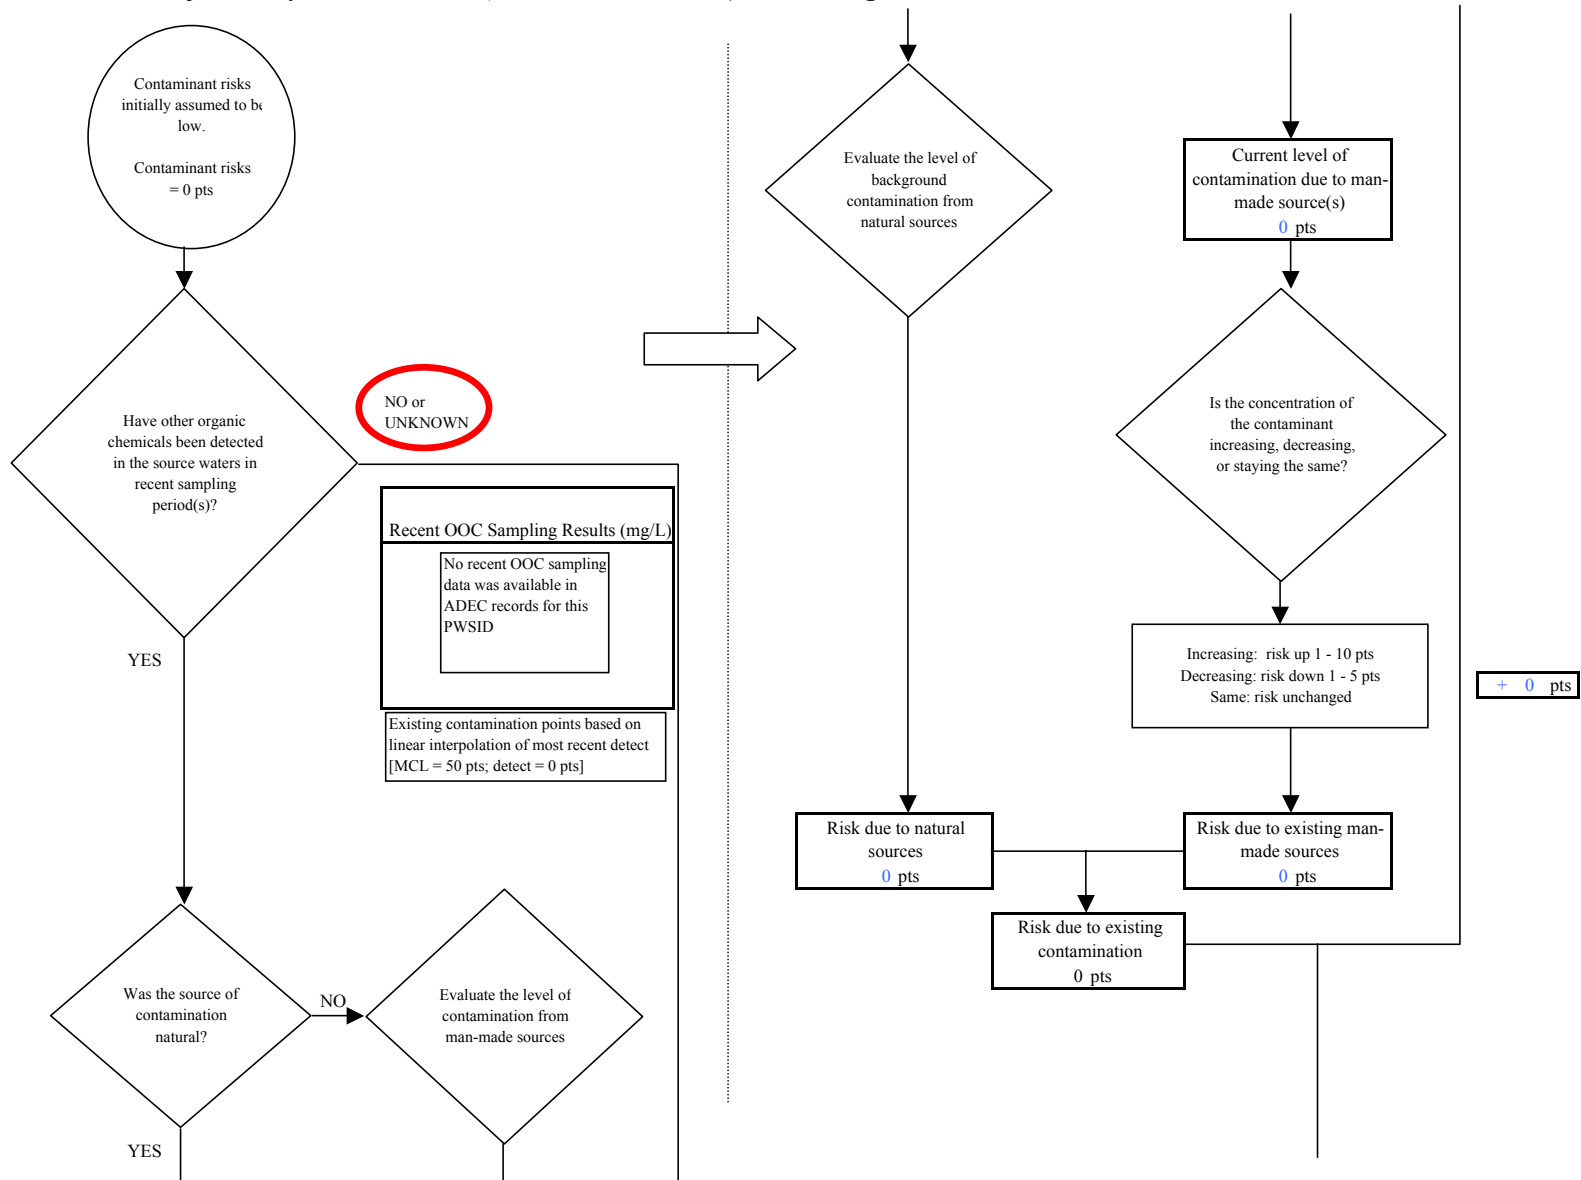 Contaminant risks
initially assumed to be
low.
Contaminant risks
= 0 pts
Have other organic
chemicals been detected
in the source waters in
recent sampling
period(s)?
NO or
UNKNOWN
Recent OOC Sampling Results (mg/L)
No recent OOC sampling
data was available in
ADEC records for this
PWSID
Existing contamination points based on
linear interpolation of most recent detect
[MCL = 50 pts; detect = 0 pts]
YES
Was the source of
contamination
natural?
NO
Evaluate the level of
contamination from
man-made sources
YES
Evaluate the level of
background
contamination from
natural sources
Current level of
contamination due to man-
made source(s)
0 pts
Is the concentration of
the contaminant
increasing, decreasing,
or staying the same?
Increasing: risk up 1 - 10 pts
Decreasing: risk down 1 - 5 pts
Same: risk unchanged
+ 0 pts
Risk due to natural
sources
0 pts
Risk due to existing man-
made sources
0 pts
Risk due to existing
contamination
0 pts